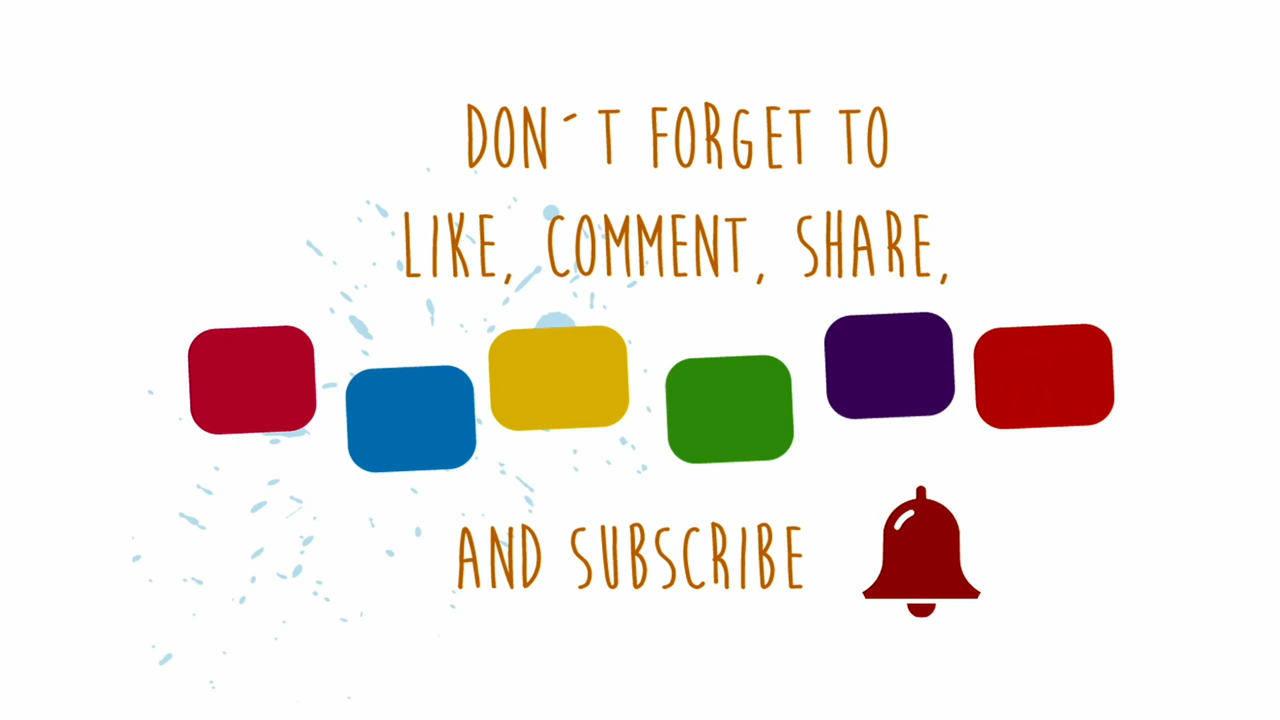 DON´T FORGET TO
LIKE, COMMENT, SHARE,
AND SUBSCRIBE